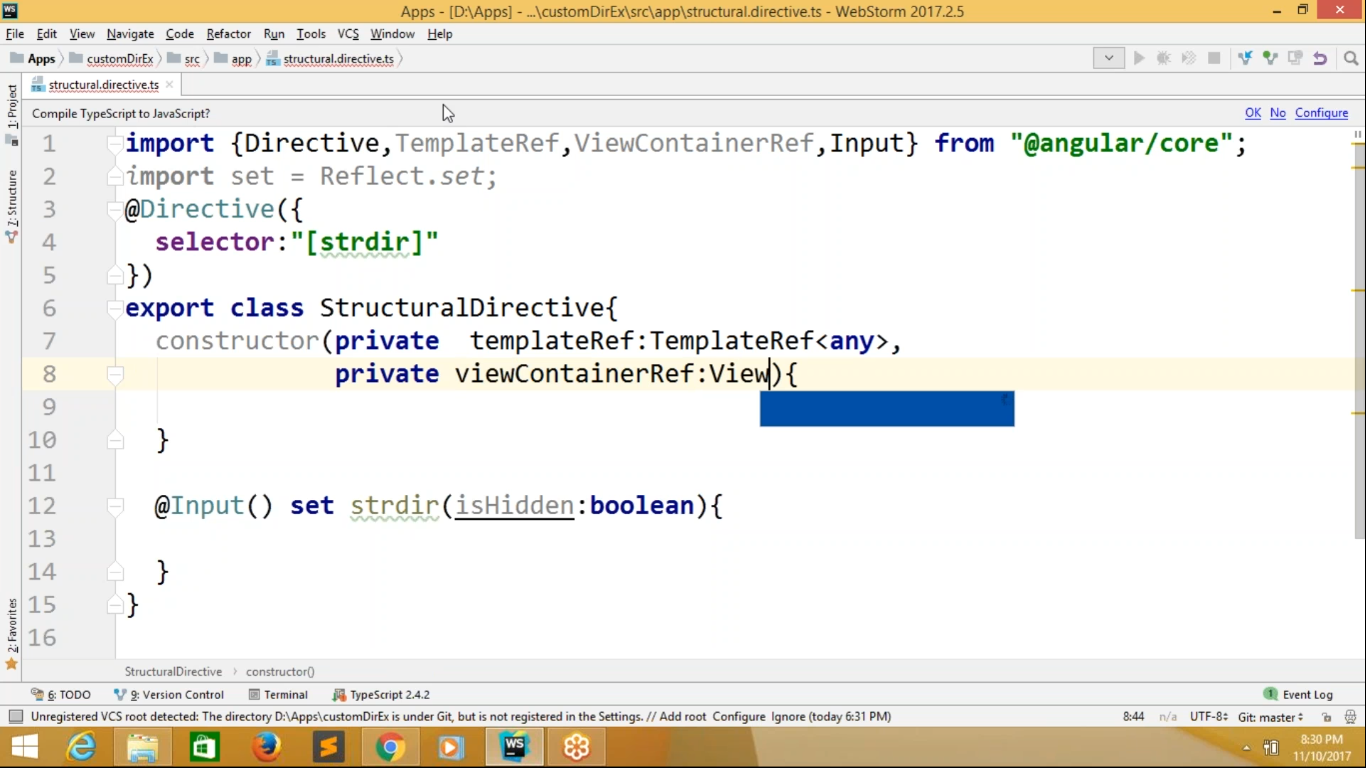 WS
Apps - [D:\Apps] - ...\customDirEx\src\app\structural.directive.ts - WebStorm 2017.2.5
File Edit View Navigate Code Refactor Run Tools VCS Window Help
Apps customDirEx src app structural.directive.ts
structural.directive.ts
1: Project
7: Structure
2: Favorites
Compile TypeScript to JavaScript? OK No Configure
1 import {Directive,TemplateRef,ViewContainerRef,Input} from "@angular/core";
2 import set = Reflect.set;
3 @Directive({
4 selector:"[strdir]"
5 })
6 export class StructuralDirective{
7 constructor(private templateRef:TemplateRef<any>,
8 private viewContainerRef:View){
9
10 }
11
12 @Input() set strdir(isHidden:boolean){
13
14 }
15 }
16
StructuralDirective constructor()
6: TODO 9: Version Control Terminal TypeScript 2.4.2 1 Event Log
Unregistered VCS root detected: The directory D:\Apps\customDirEx is under Git, but is not registered in the Settings. // Add root Configure Ignore (today 6:31 PM) 8:44 n/a UTF-8 Git: master
WS
8:30 PM
11/10/2017